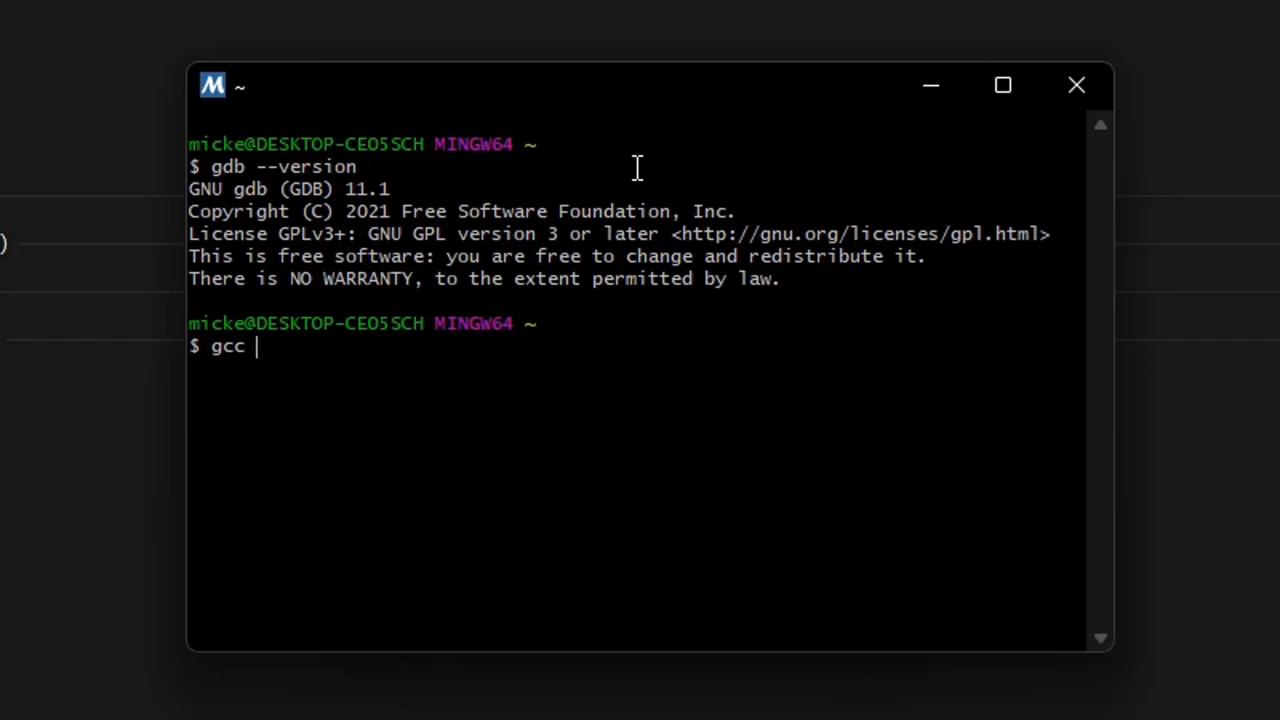 M ~
micke@DESKTOP-CEO5SCH MINGW64 ~
$ gdb --version
GNU gdb (GDB) 11.1
Copyright (C) 2021 Free Software Foundation, Inc.
)
License GPLv3+: GNU GPL version 3 or later <http://gnu.org/licenses/gpl.html>
This is free software: you are free to change and redistribute it.
There is NO WARRANTY, to the extent permitted by law.
micke@DESKTOP-CEO5SCH MINGW64 ~
$ gcc